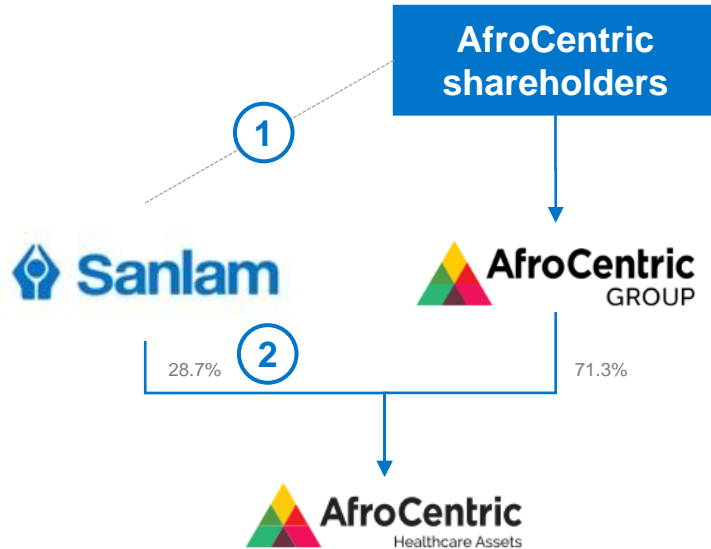 AfroCentric
shareholders
1
Sanlam
AfroCentric
GROUP
28.7%
2
71.3%
AfroCentric
Healthcare Assets